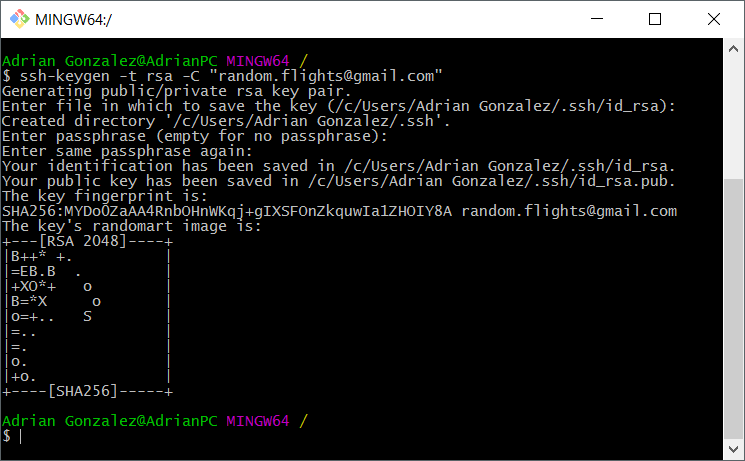 MINGW64:/
Adrian Gonzalez@AdrianPC MINGW64 /
$ ssh-keygen -t rsa -C "random.flights@gmail.com"
Generating public/private rsa key pair.
Enter file in which to save the key (/c/Users/Adrian Gonzalez/.ssh/id_rsa):
Created directory '/c/Users/Adrian Gonzalez/.ssh'.
Enter passphrase (empty for no passphrase):
Enter same passphrase again:
Your identification has been saved in /c/Users/Adrian Gonzalez/.ssh/id_rsa.
Your public key has been saved in /c/Users/Adrian Gonzalez/.ssh/id_rsa.pub.
The key fingerprint is:
SHA256:MYDoOZaAA4RnbOHnWKqj+gIXSFOnZkquwIa1ZHOIY8A random.flights@gmail.com
The key's randomart image is:
+---[RSA 2048]----+
|B++* +.          |
|=EB.B  .         |
|+XO*+   o        |
|B=*X     o       |
|o=+..   S        |
|=..              |
|=.               |
|o.               |
|+o.              |
+----[SHA256]-----+
Adrian Gonzalez@AdrianPC MINGW64 /
$